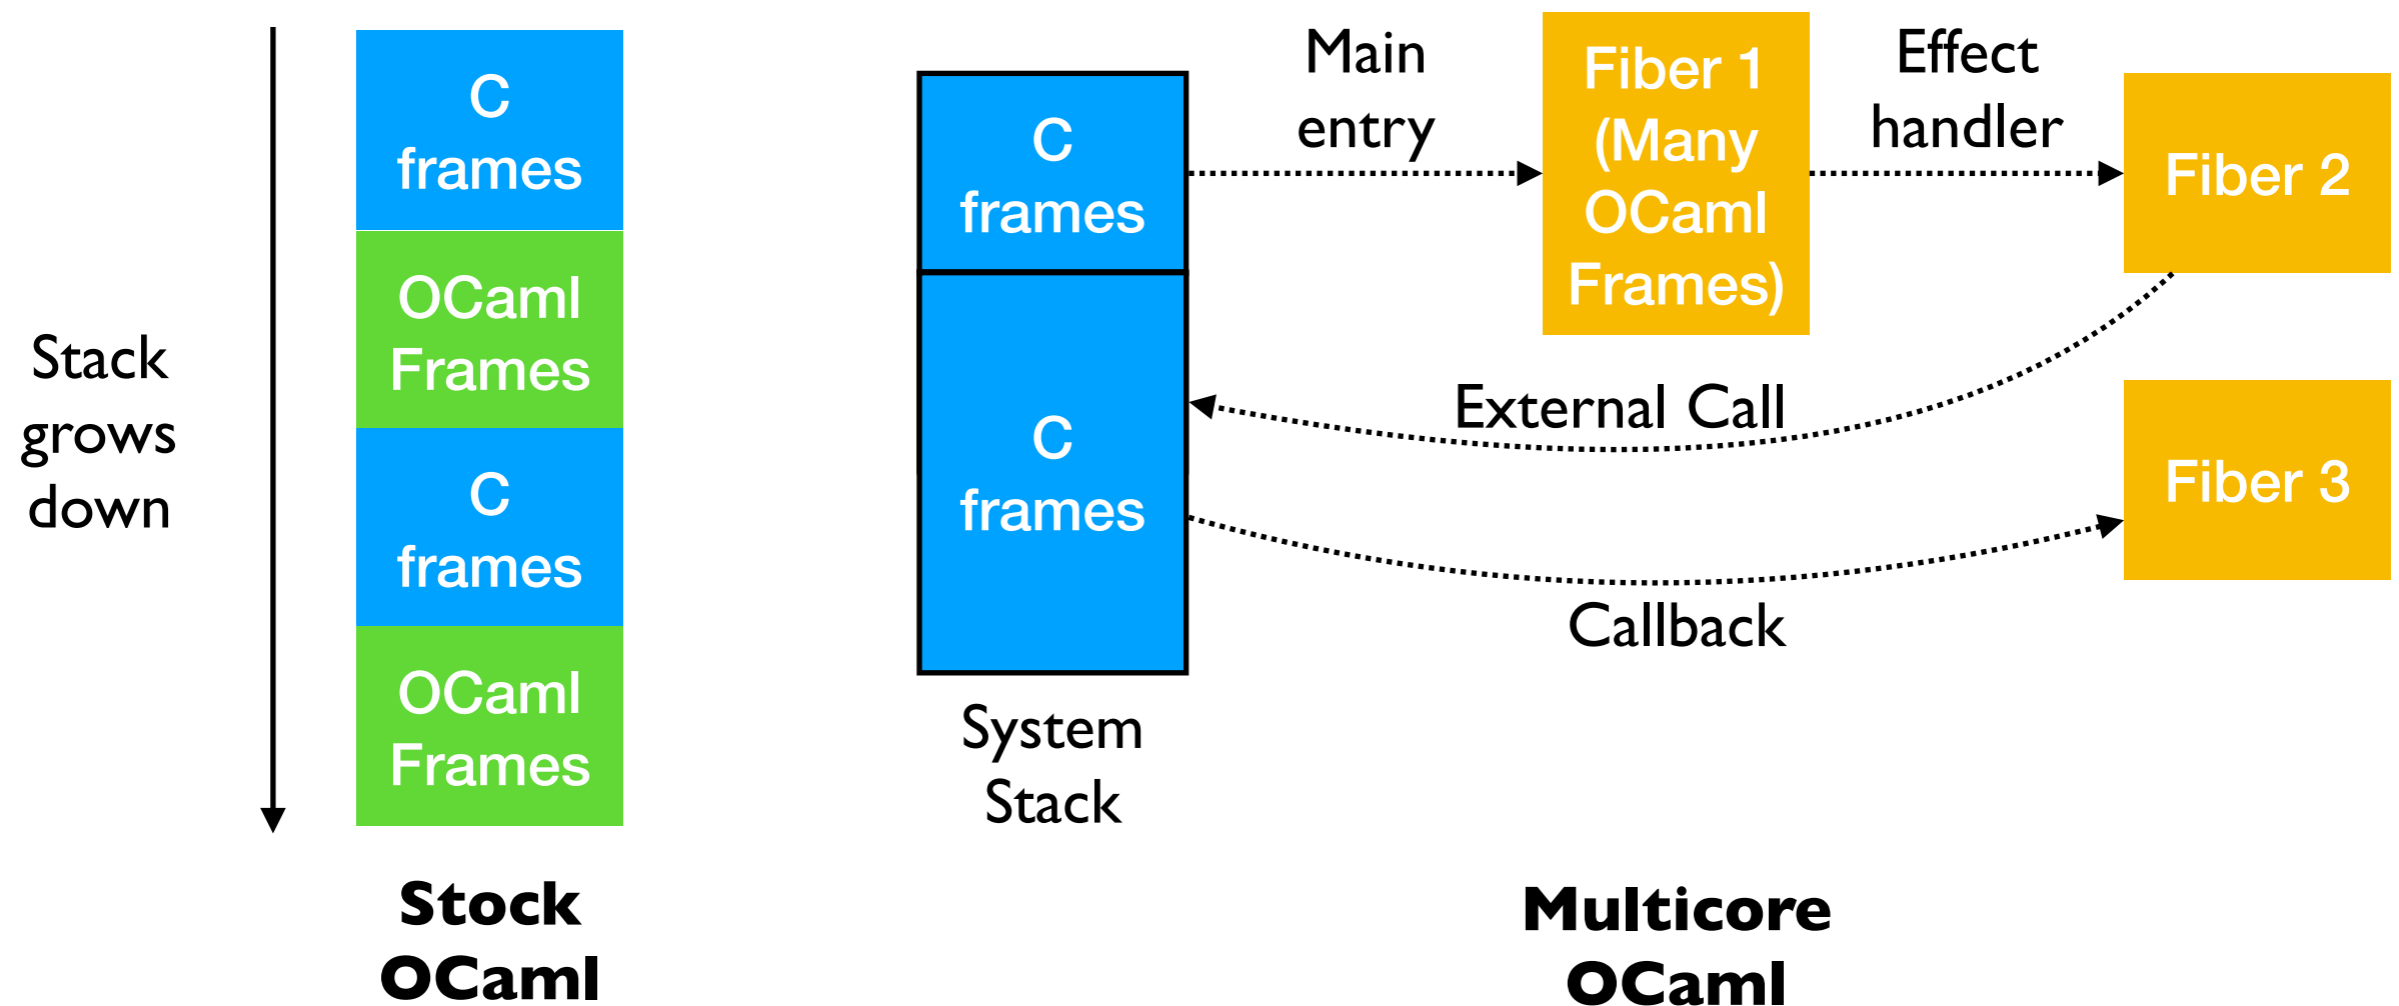 Stack
grows
down
C
frames
OCaml
Frames
C
frames
OCaml
Frames
Stock
OCaml
C
frames
C
frames
System
Stack
Main
entry
Fiber 1
(Many
OCaml
Frames)
Effect
handler
Fiber 2
External Call
Fiber 3
Callback
Multicore
OCaml